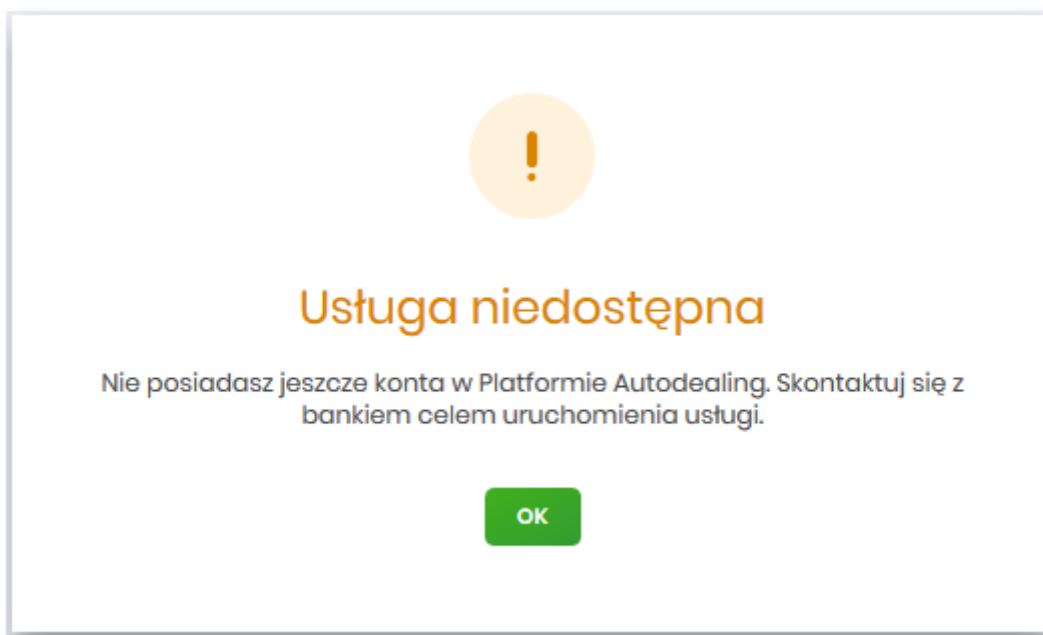 !
Usługa niedostępna
Nie posiadasz jeszcze konta w Platformie Autodealing. Skontaktuj się z
bankiem celem uruchomienia usługi.
OK